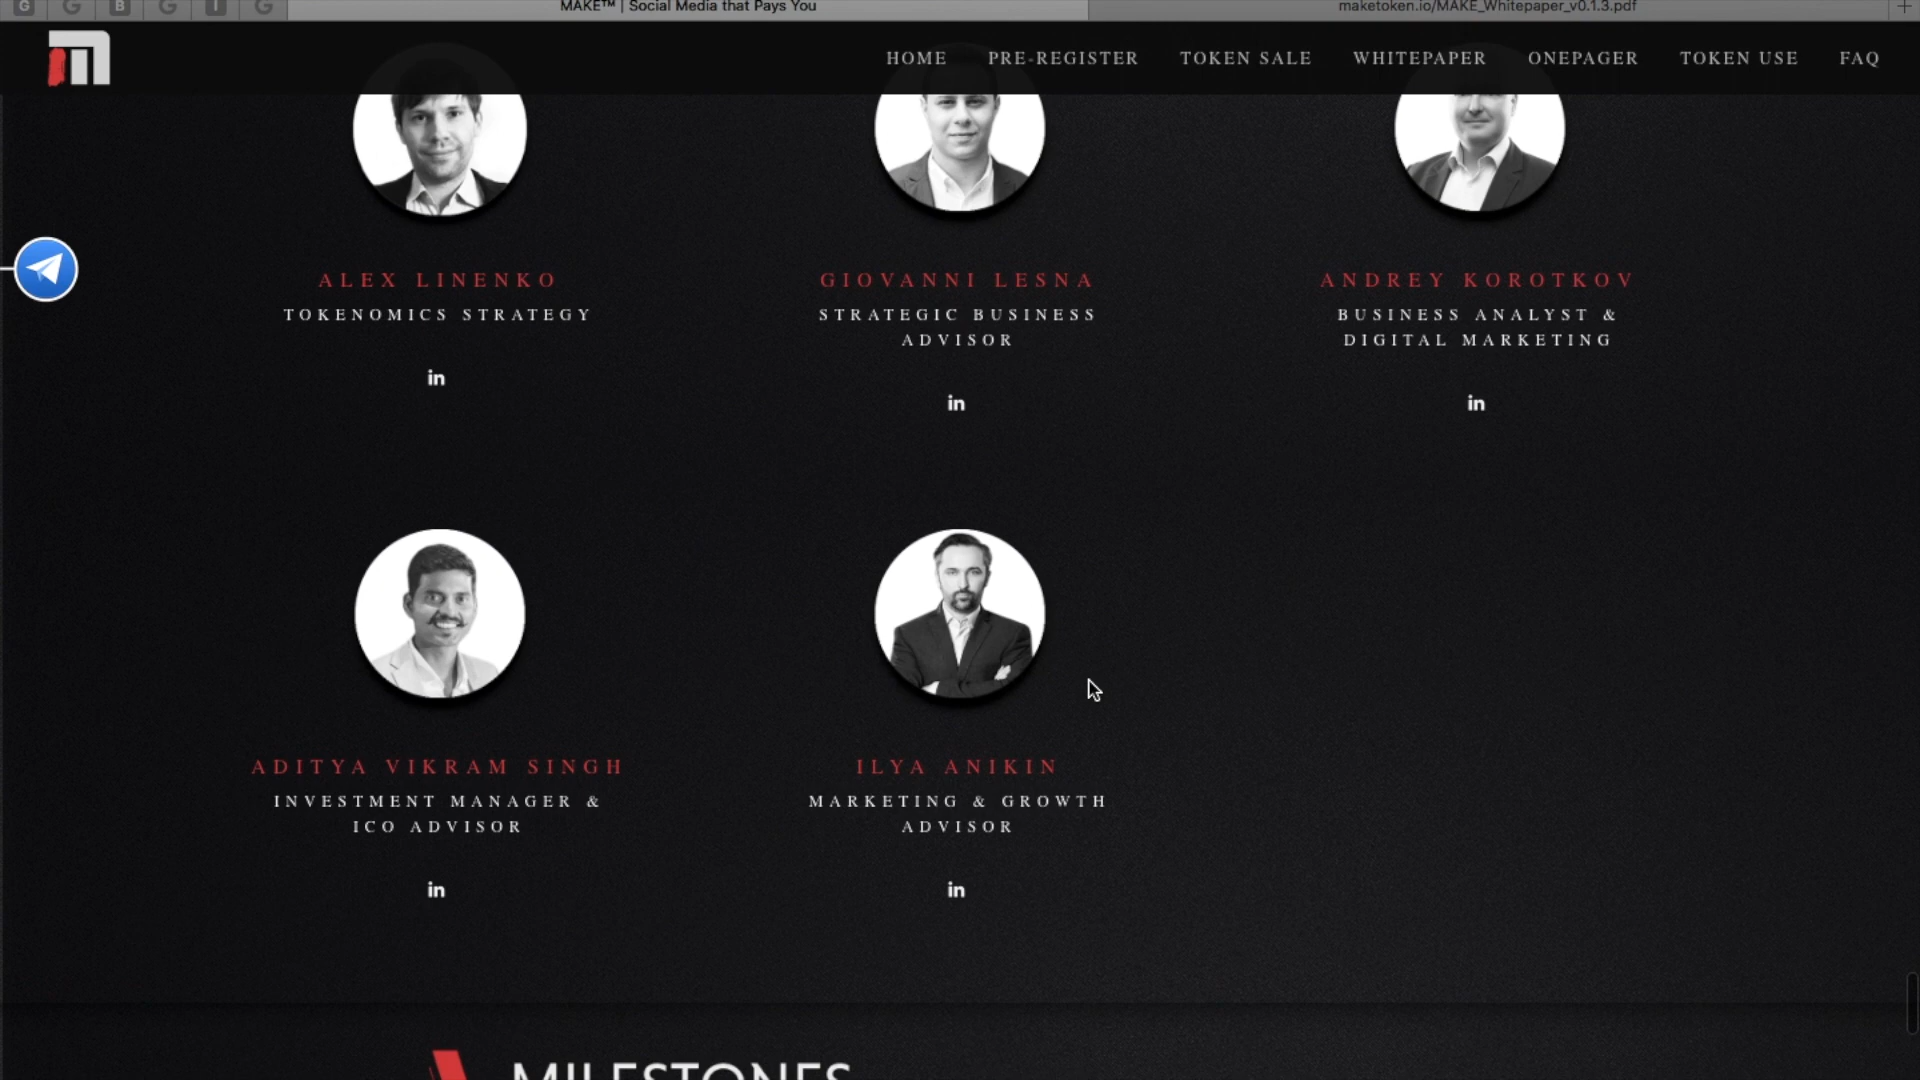 G G B G I G MAKE™ | Social Media that Pays You maketoken.io/MAKE_Whitepaper_v0.1.3.pdf +
HOME PRE-REGISTER TOKEN SALE WHITEPAPER ONEPAGER TOKEN USE FAQ
ALEX LINENKO
TOKENOMICS STRATEGY
in
GIOVANNI LESNA
STRATEGIC BUSINESS
ADVISOR
in
ANDREY KOROTKOV
BUSINESS ANALYST &
DIGITAL MARKETING
in
ADITYA VIKRAM SINGH
INVESTMENT MANAGER &
ICO ADVISOR
in
ILYA ANIKIN
MARKETING & GROWTH
ADVISOR
in
MILESTONES